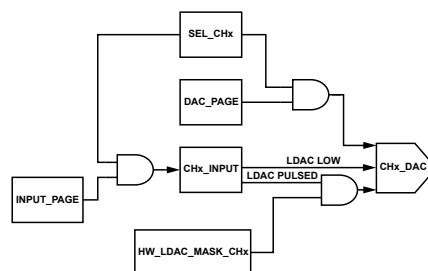 SEL_CHx
DAC_PAGE
CHx_INPUT
LDAC LOW
LDAC PULSED
CHx_DAC
INPUT_PAGE
HW_LDAC_MASK_CHx